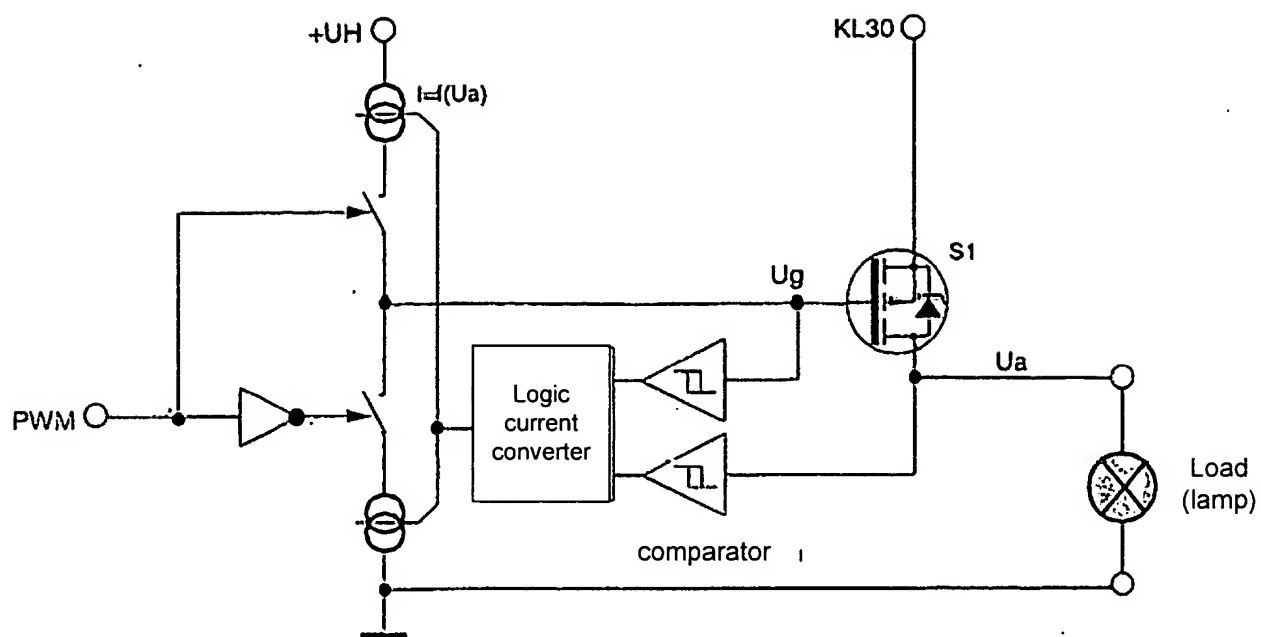 +UH
KL30
I=f(Ua)
S1
Ug
Ua
PWM
Logic
current
converter
Load
(lamp)
comparator